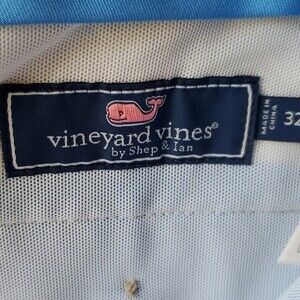 vineyard vines®
by Shep & Ian
MADE IN
CHINA
32